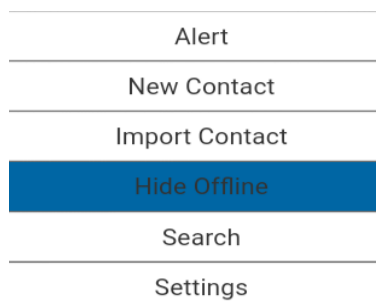 Alert
New Contact
Import Contact
Hide Offline
Search
Settings